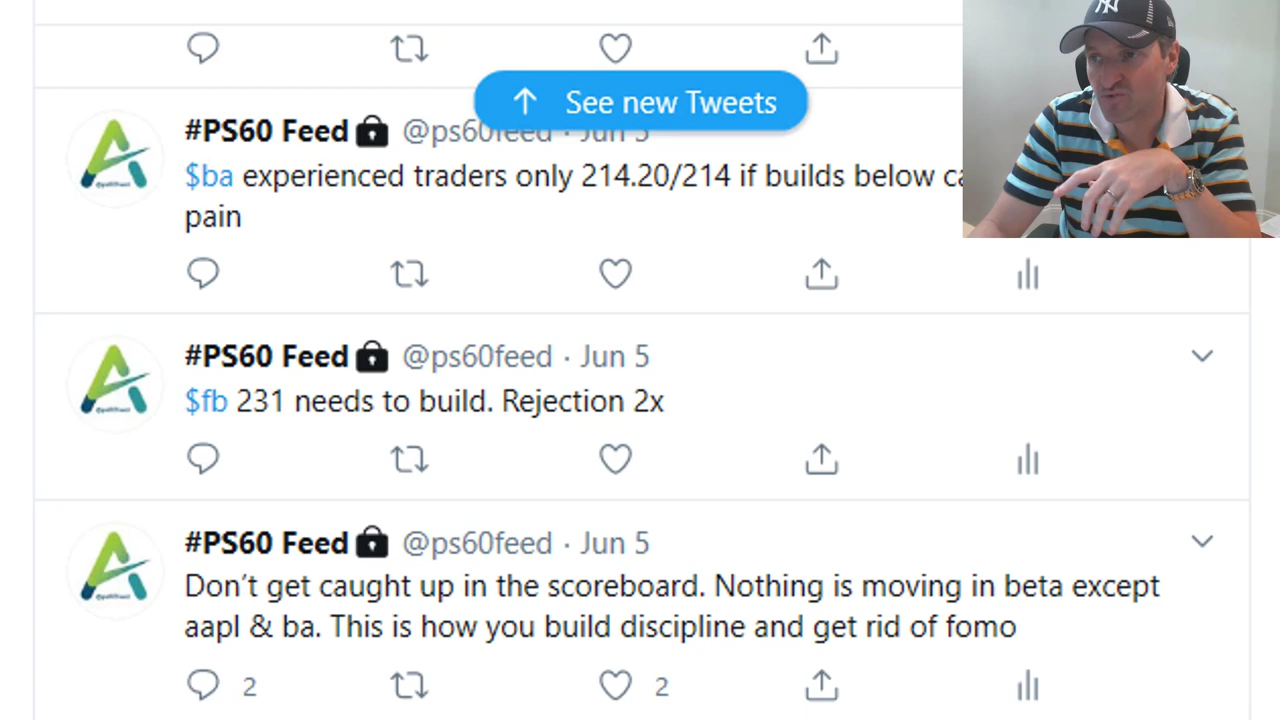 See new Tweets
#PS60 Feed @ps60feed · Jun 5
$ba experienced traders only 214.20/214 if builds below
pain
#PS60 Feed @ps60feed · Jun 5
$fb 231 needs to build. Rejection 2x
#PS60 Feed @ps60feed · Jun 5
Don’t get caught up in the scoreboard. Nothing is moving in beta except
aapl & ba. This is how you build discipline and get rid of fomo
2 2